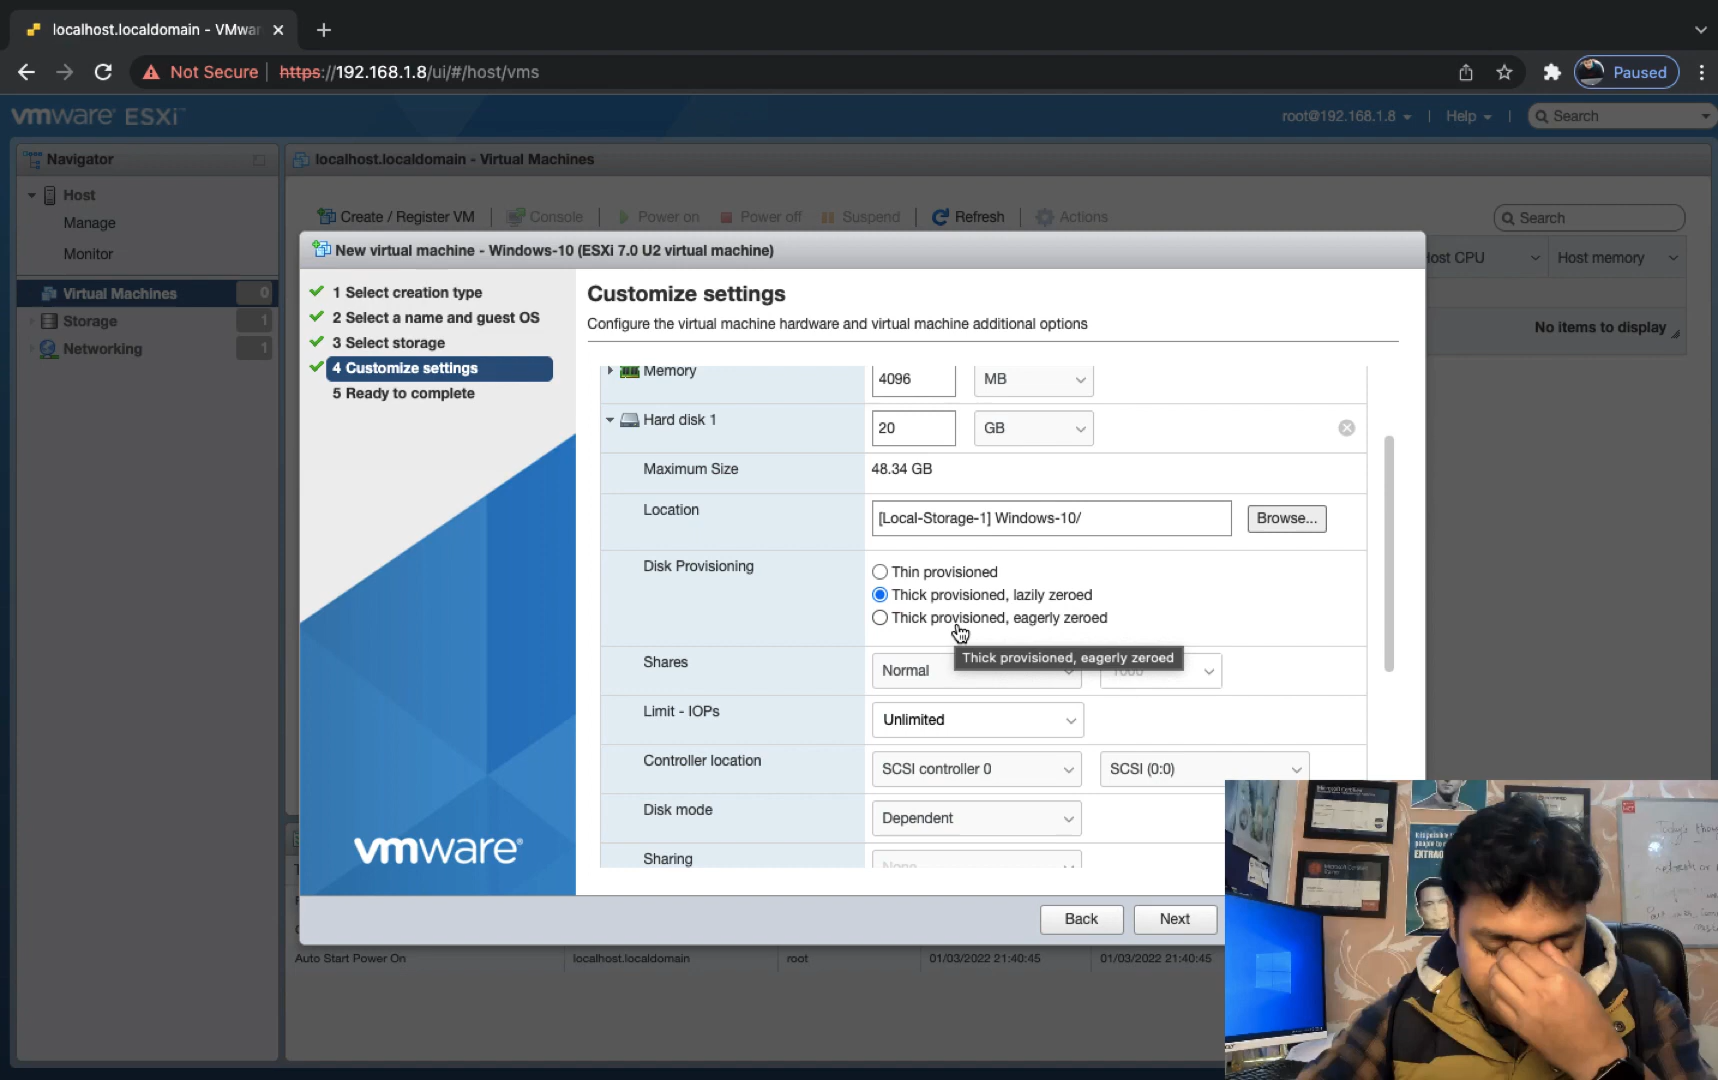 localhost.localdomain - VMwar
Not Secure
https://192.168.1.8/ui/#/host/vms
Paused
vmware ESXi
root@192.168.1.8
Help
Search
Navigator
localhost.localdomain - Virtual Machines
Host
Manage
Monitor
Virtual Machines
0
Storage
1
Networking
1
Create / Register VM
Console
Power on
Power off
Suspend
Refresh
Actions
Search
Host CPU
Host memory
No items to display
New virtual machine - Windows-10 (ESXi 7.0 U2 virtual machine)
1 Select creation type
2 Select a name and guest OS
3 Select storage
4 Customize settings
5 Ready to complete
vmware
Customize settings
Configure the virtual machine hardware and virtual machine additional options
Memory
4096
MB
Hard disk 1
20
GB
Maximum Size
48.34 GB
Location
[Local-Storage-1] Windows-10/
Browse...
Disk Provisioning
Thin provisioned
Thick provisioned, lazily zeroed
Thick provisioned, eagerly zeroed
Thick provisioned, eagerly zeroed
Shares
Normal
1000
Limit - IOPs
Unlimited
Controller location
SCSI controller 0
SCSI (0:0)
Disk mode
Dependent
Sharing
None
Back
Next
Auto Start Power On
localhost.localdomain
root
01/03/2022 21:40:45
01/03/2022 21:40:45